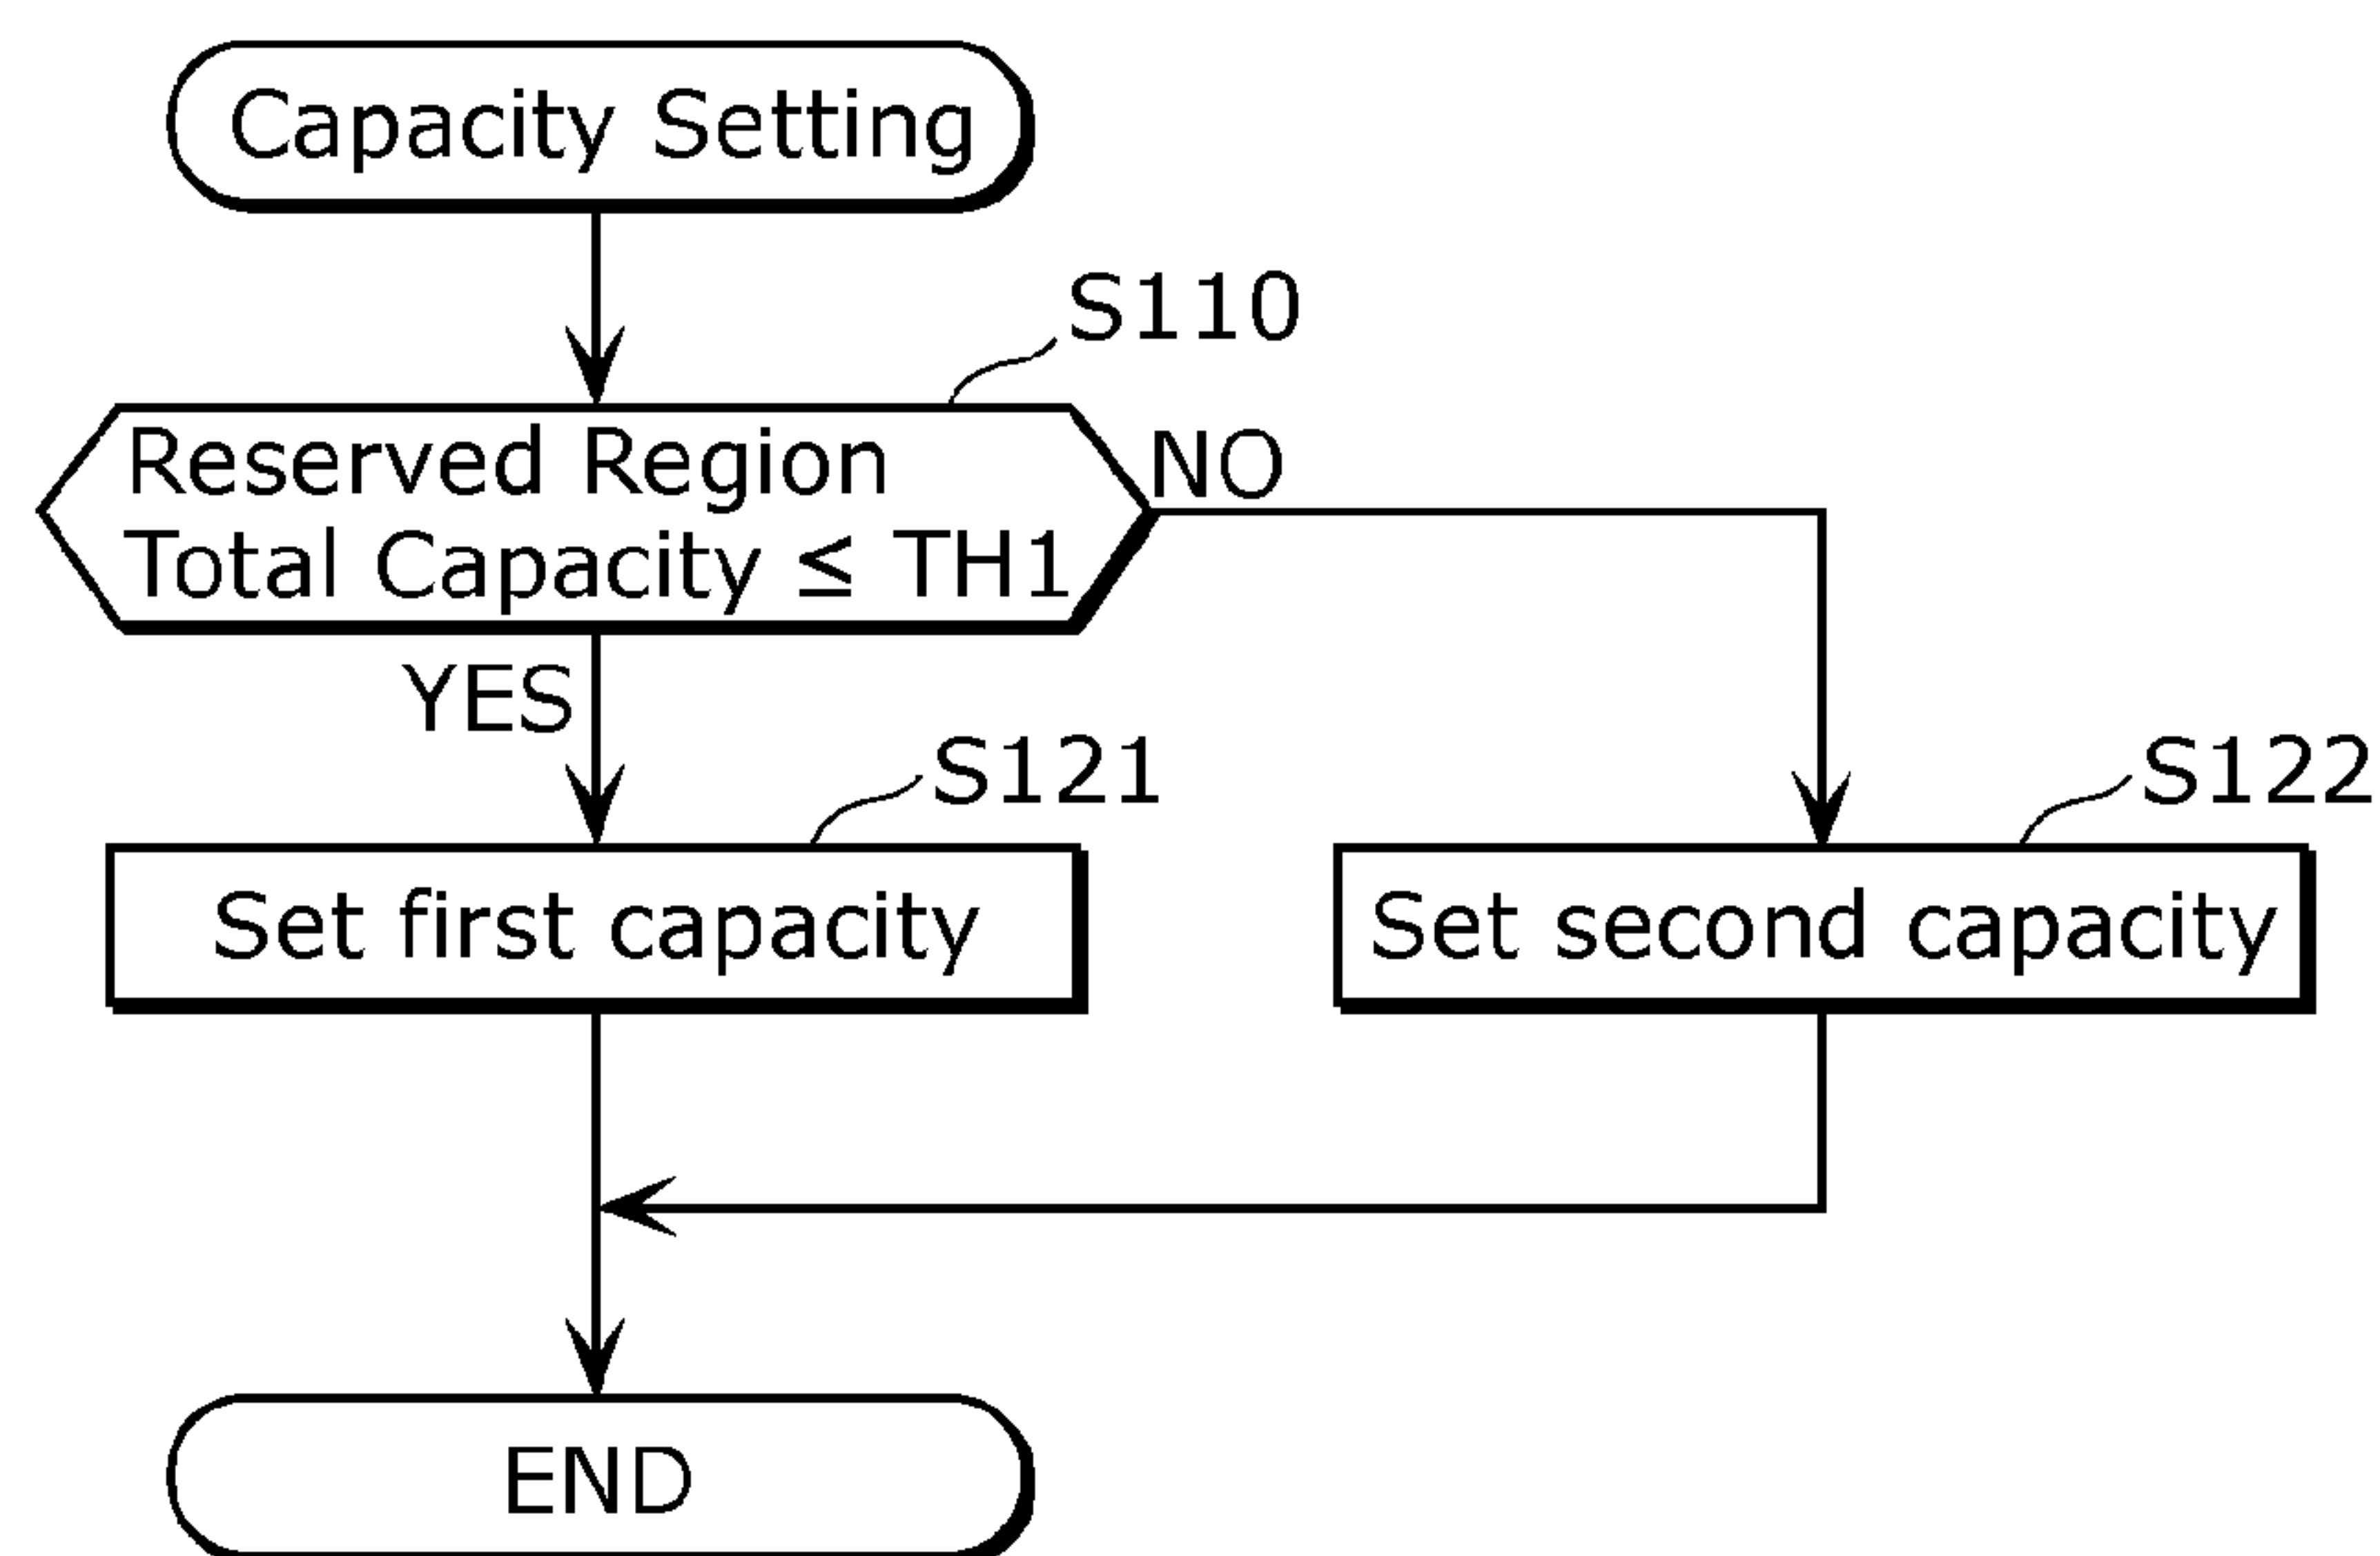 Capacity Setting
S110
Reserved Region
Total Capacity ≤ TH1
NO
YES
S121
S122
Set first capacity
Set second capacity
END